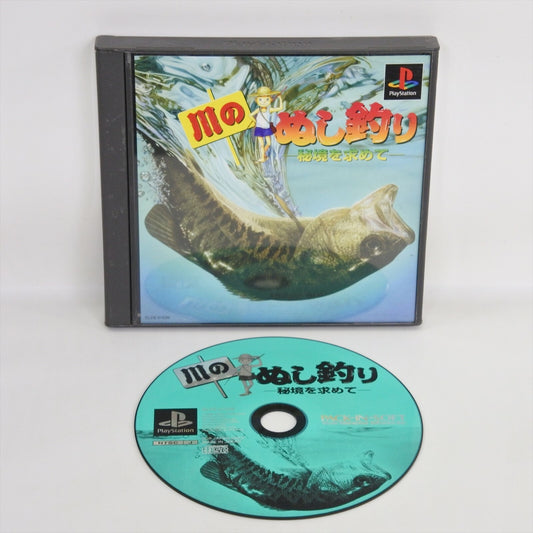 PlayStation
川の
ぬし釣り
秘境を求めて
川の
ぬし釣り
秘境を求めて
PlayStation